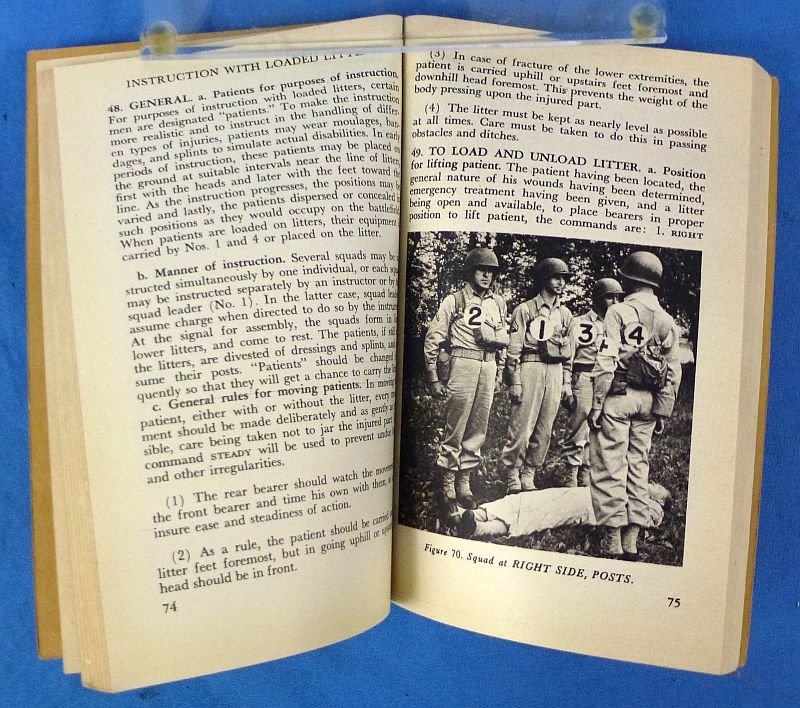 INSTRUCTION WITH LOADED
48. GENERAL. a. Patients for purposes of instruction.
For purposes of instruction with loaded litters, certain
men are designated "patients." To make the instruction
more realistic and to instruct in the handling of differ-
en types of injuries, patients may wear moulages, ban-
dages, and splints to simulate actual disabilities. In early
periods of instruction, these patients may be placed on
the ground at suitable intervals near the line of litters,
first with the heads and later with the feet toward the
line. As the instruction progresses, the positions may be
varied and lastly, the patients dispersed or concealed in
such positions as they would occupy on the battlefield.
When patients are loaded on litters, their equipment
carried by Nos. 1 and 4 or placed on the litter.
b. Manner of instruction. Several squads may be
structed simultaneously by one individual, or each squad
may be instructed separately by an instructor or by
squad leader (No. 1). In the latter case, squad
assume charge when directed to do so by the
At the signal for assembly, the squads form in
lower litters, and come to rest. The patients, if still
the litters, are divested of dressings and splints, and
sume their posts. "Patients" should be changed
quently so that they will get a chance to carry the
c. General rules for moving patients. In moving
patient, either with or without the litter, every
ment should be made deliberately and as gently
sible, care being taken not to jar the injured part.
command STEADY will be used to prevent
and other irregularities.
(1) The rear bearer should watch the
the front bearer and time his own with them,
insure ease and steadiness of action.
(2) As a rule, the patient should be carried
litter feet foremost, but in going uphill or
head should be in front.
74
(3) In case of fracture of the lower extremities, the
patient is carried uphill or upstairs feet foremost and
downhill head foremost. This prevents the weight of the
body pressing upon the injured part.
(4) The litter must be kept as nearly level as possible
at all times. Care must be taken to do this in passing
obstacles and ditches.
49. TO LOAD AND UNLOAD LITTER. a. Position
for lifting patient. The patient having been located, the
general nature of his wounds having been determined,
emergency treatment having been given, and a litter
being open and available, to place bearers in proper
position to lift patient, the commands are: 1. RIGHT
2 1 3 4 4
Figure 70. Squad at RIGHT SIDE, POSTS.
75